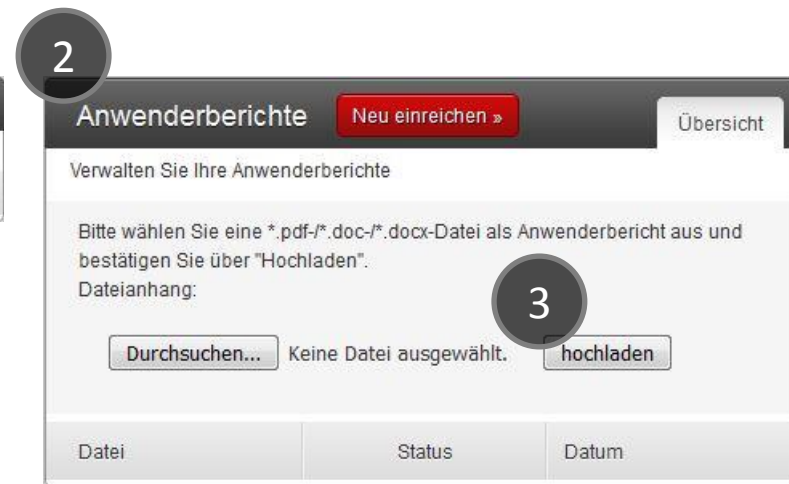 2
Anwenderberichte Neu einreichen » Übersicht
Verwalten Sie Ihre Anwenderberichte
Bitte wählen Sie eine *.pdf-/*.doc-/*.docx-Datei als Anwenderbericht aus und
bestätigen Sie über "Hochladen".
Dateianhang:
3
Durchsuchen... Keine Datei ausgewählt. hochladen
Datei Status Datum